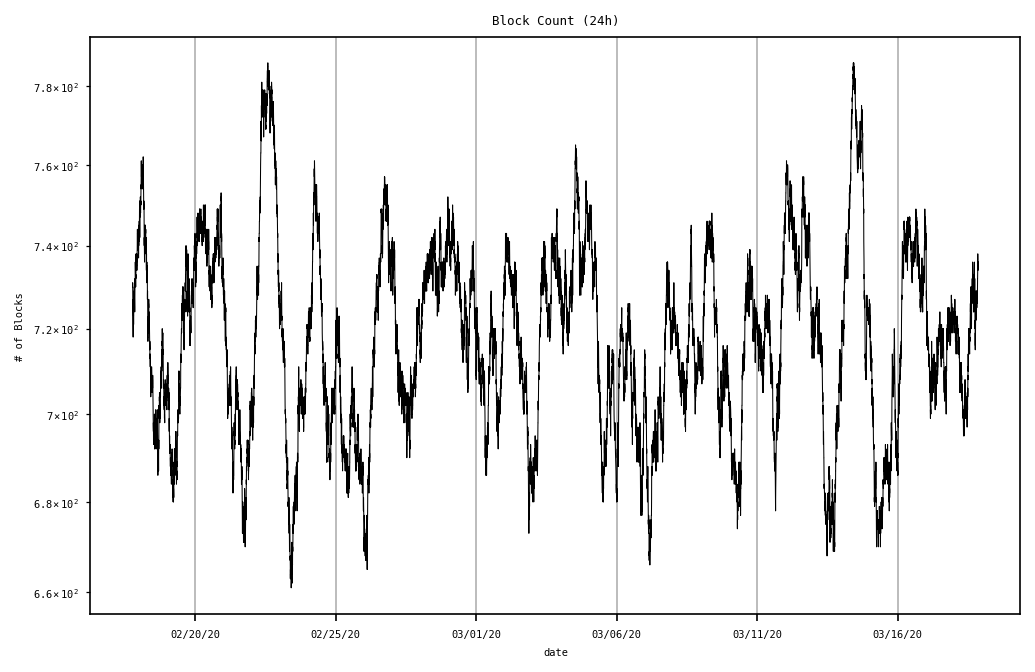 Block Count (24h)
# of Blocks
7.8×10²
7.6×10²
7.4×10²
7.2×10²
7×10²
6.8×10²
6.6×10²
02/20/20 02/25/20 03/01/20 03/06/20 03/11/20 03/16/20
date